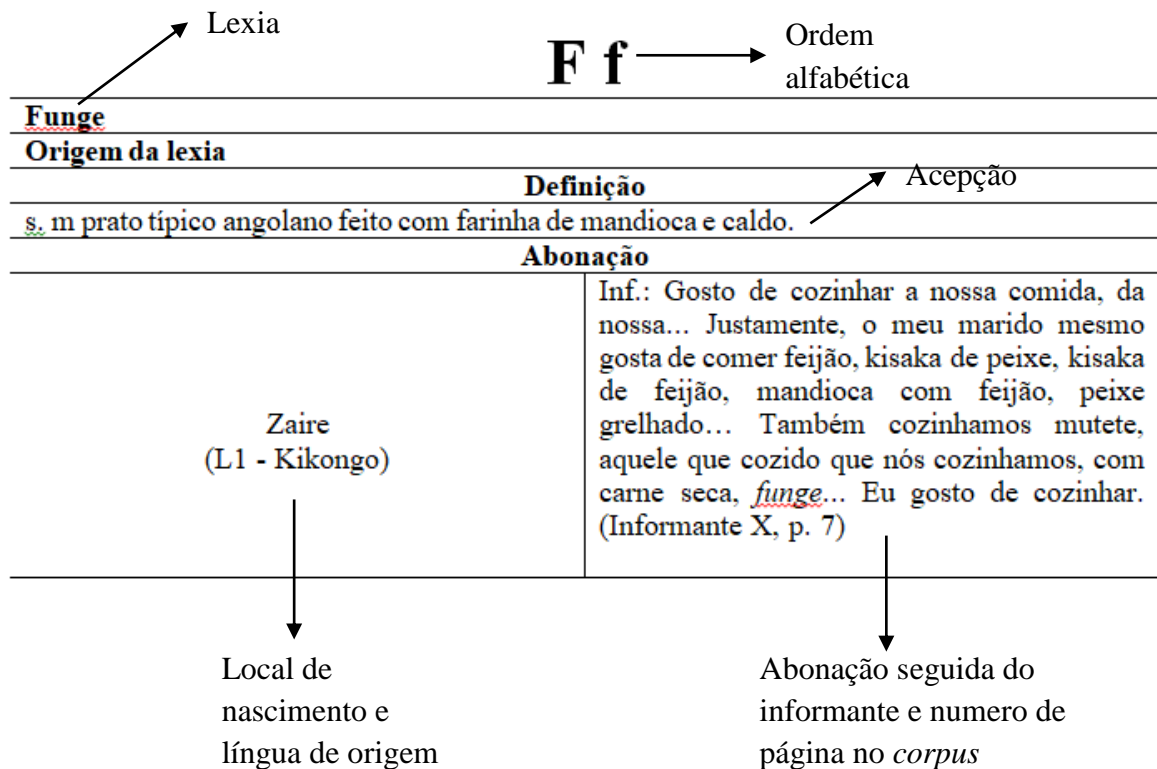 Lexia
F f
Ordem
alfabética
Funge
Origem da lexia
Definição
Acepção
s. m prato típico angolano feito com farinha de mandioca e caldo.
Abonação
Zaire
(L1 - Kikongo)
Inf.: Gosto de cozinhar a nossa comida, da
nossa... Justamente, o meu marido mesmo
gosta de comer feijão, kisaka de peixe, kisaka
de feijão, mandioca com feijão, peixe
grelhado… Também cozinhamos mutete,
aquele que cozido que nós cozinhamos, com
carne seca, funge... Eu gosto de cozinhar.
(Informante X, p. 7)
Local de
nascimento e
língua de origem
Abonação seguida do
informante e numero de
página no corpus